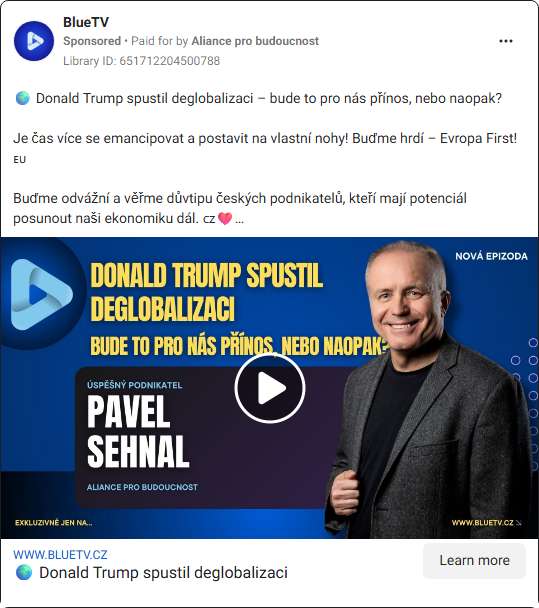 BlueTV
Sponsored • Paid for by Aliance pro budoucnost
Library ID: 651712204500788
Donald Trump spustil deglobalizaci – bude to pro nás přínos, nebo naopak?
Je čas více se emancipovat a postavit na vlastní nohy! Buďme hrdí – Evropa First!
EU
Buďme odvážní a věřme důvtipu českých podnikatelů, kteří mají potenciál
posunout naši ekonomiku dál. CZ ...
NOVÁ EPIZODA
DONALD TRUMP SPUSTIL
DEGLOBALIZACI
BUDE TO PRO NÁS PŘÍNOS, NEBO NAOPAK?
ÚSPĚŠNÝ PODNIKATEL
PAVEL
SEHNAL
ALIANCE PRO BUDOUCNOST
EXKLUZIVNĚ JEN NA...
WWW.BLUETV.CZ
WWW.BLUETV.CZ
Donald Trump spustil deglobalizaci
Learn more